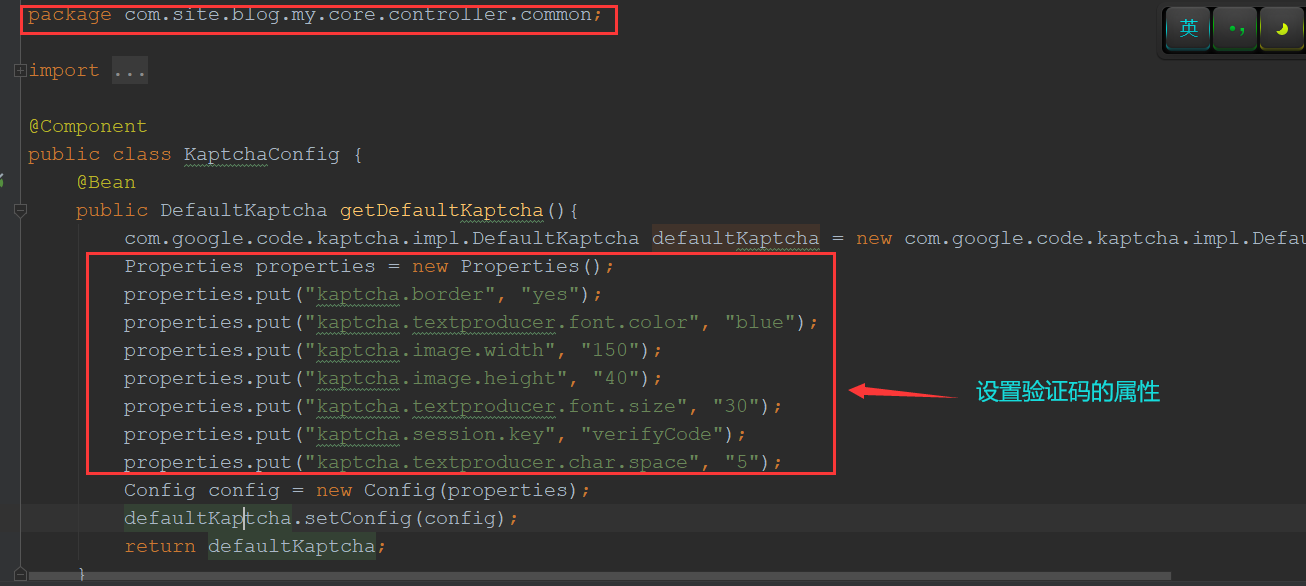 package com.site.blog.my.core.controller.common;
英
import ...
@Component
public class KaptchaConfig {
@Bean
public DefaultKaptcha getDefaultKaptcha(){
com.google.code.kaptcha.impl.DefaultKaptcha defaultKaptcha = new com.google.code.kaptcha.impl.Defau
Properties properties = new Properties();
properties.put("kaptcha.border", "yes");
properties.put("kaptcha.textproducer.font.color", "blue");
properties.put("kaptcha.image.width", "150");
properties.put("kaptcha.image.height", "40");
设置验证码的属性
properties.put("kaptcha.textproducer.font.size", "30");
properties.put("kaptcha.session.key", "verifyCode");
properties.put("kaptcha.textproducer.char.space", "5");
Config config = new Config(properties);
defaultKaptcha.setConfig(config);
return defaultKaptcha;
}